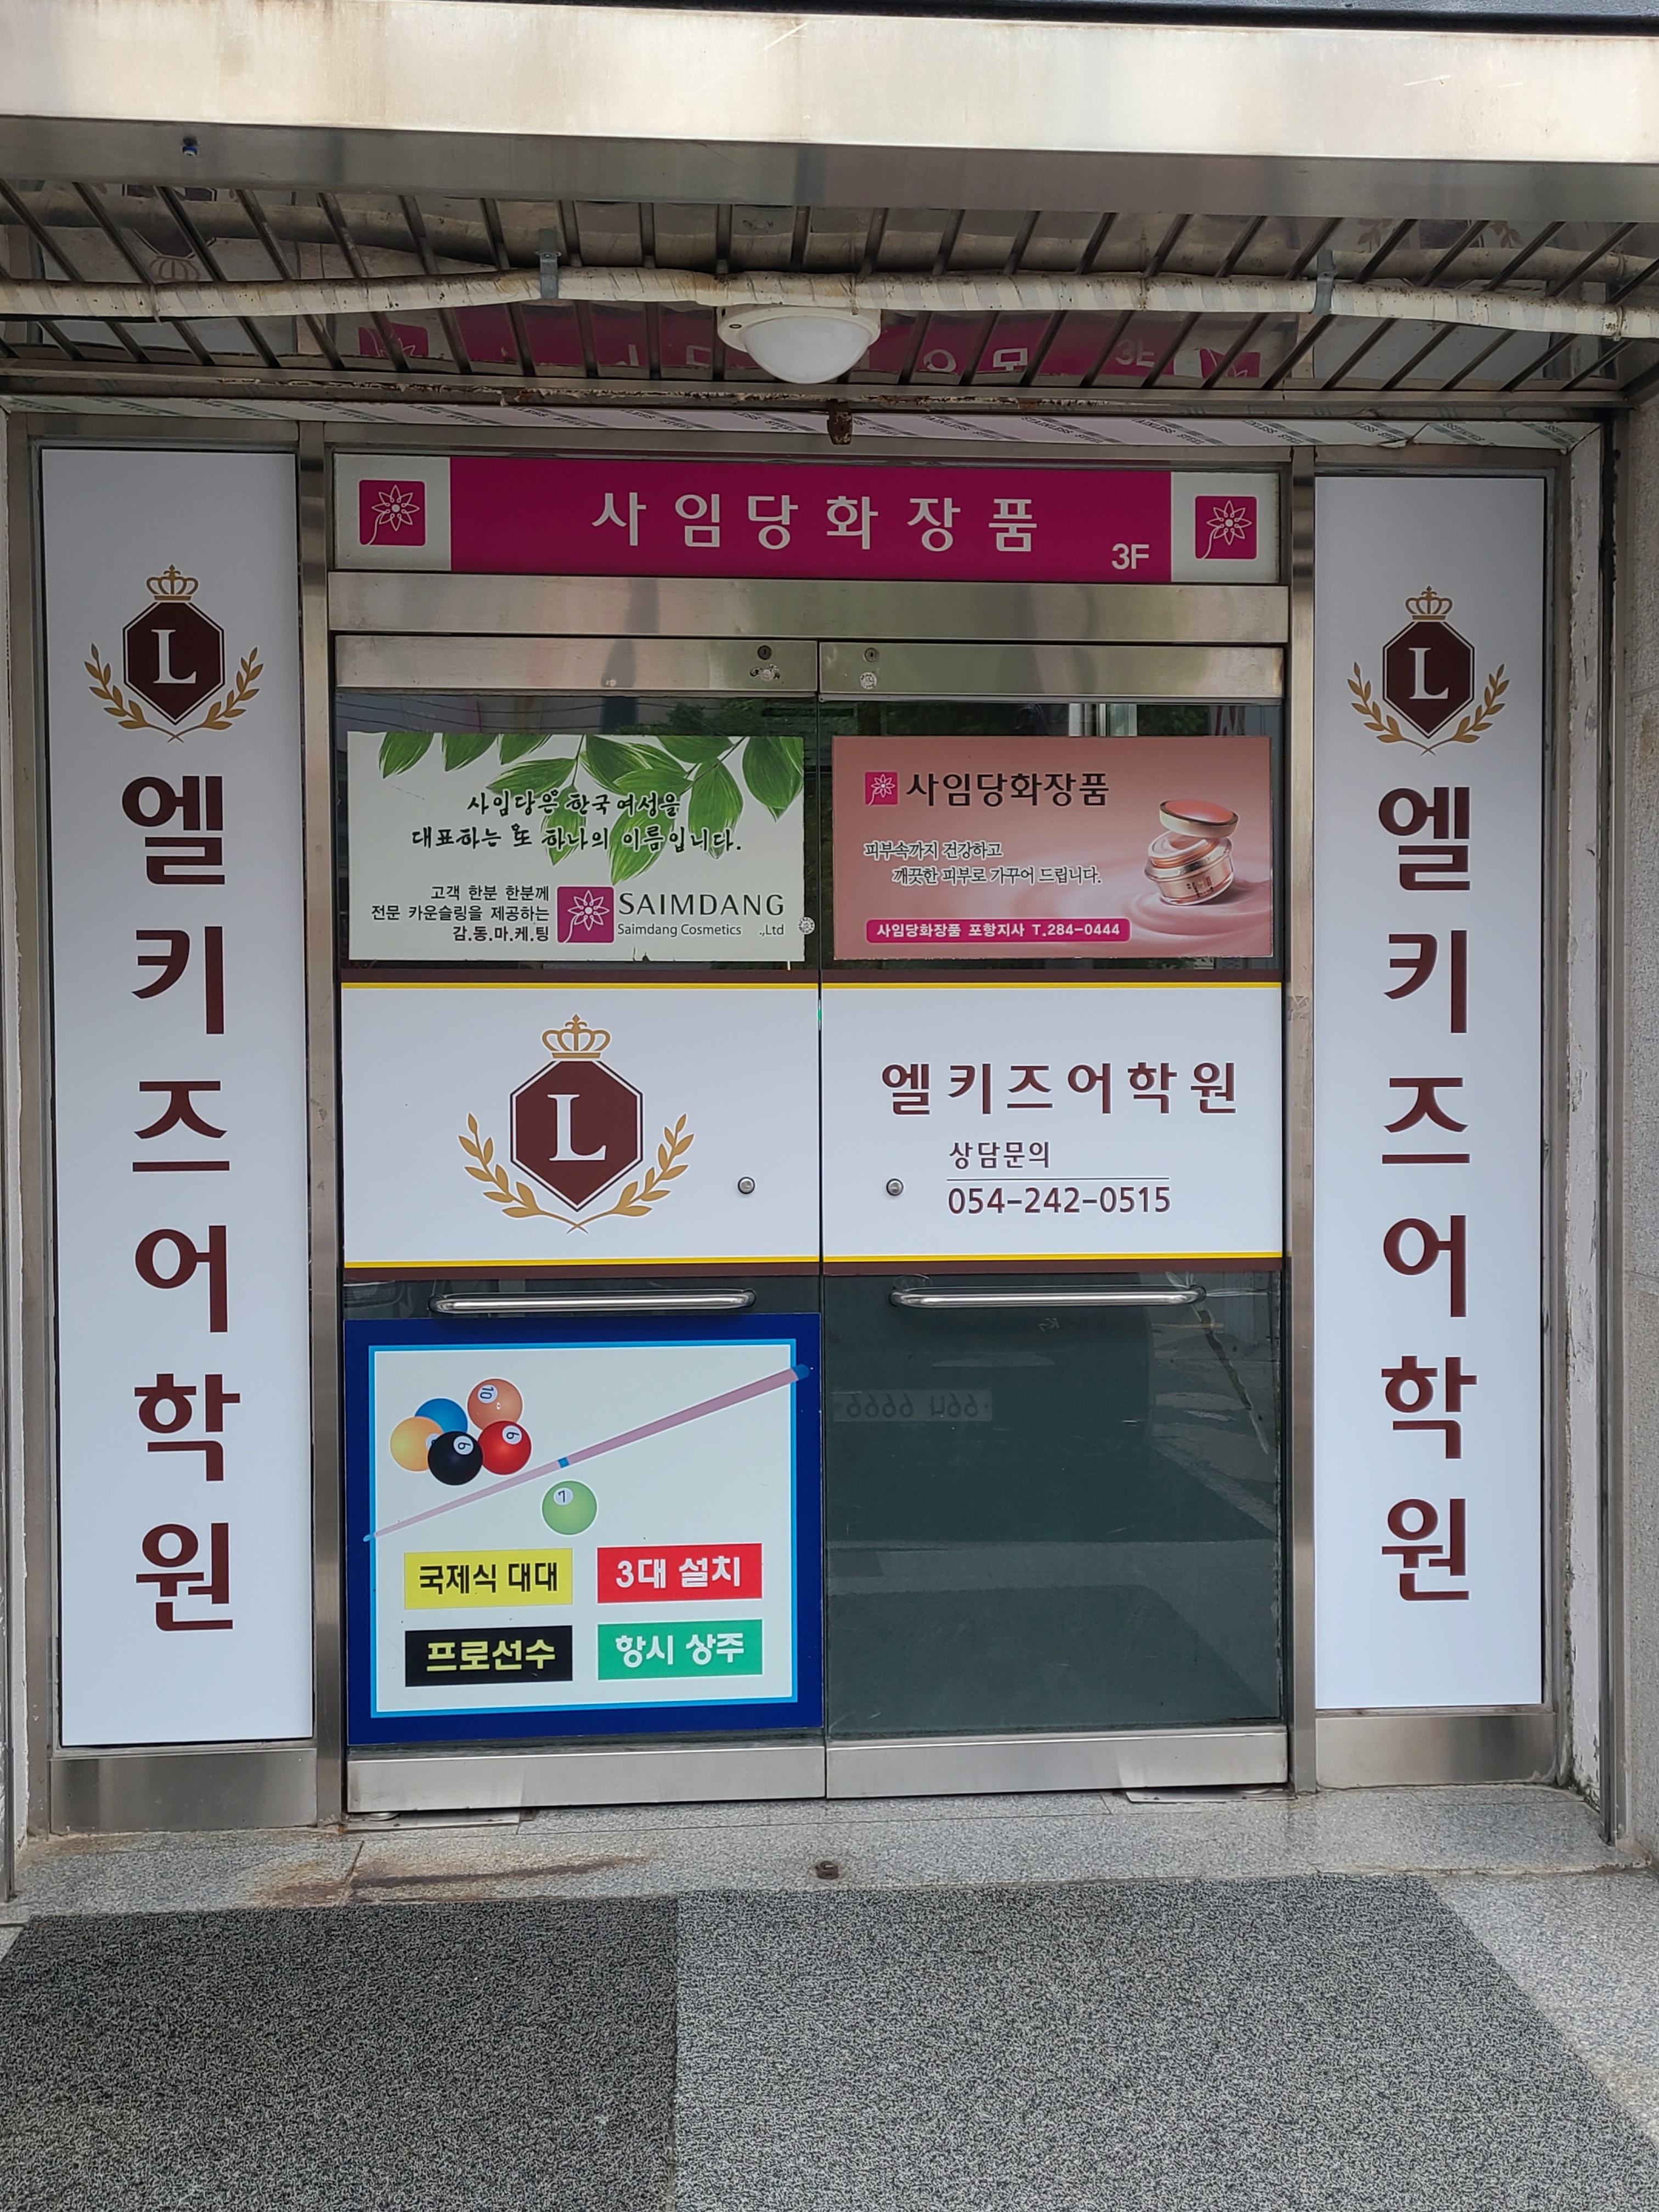 사임당화장품
3F
L
엘키즈어학원
L
엘키즈어학원
사임당은 한국여성을
대표하는 또 하나의 이름입니다.
고객 한분 한분께
전문 카운슬링을 제공하는
감.동.마.케.팅
SAIMDANG
Saimdang Cosmetics .,Ltd
사임당화장품
피부속까지 건강하고
깨끗한 피부로 가꾸어 드립니다.
사임당화장품 포항지사 T.284-0444
L
엘키즈어학원
상담문의
054-242-0515
10
6
6
7
국제식 대대
3대 설치
프로선수
항시 상주